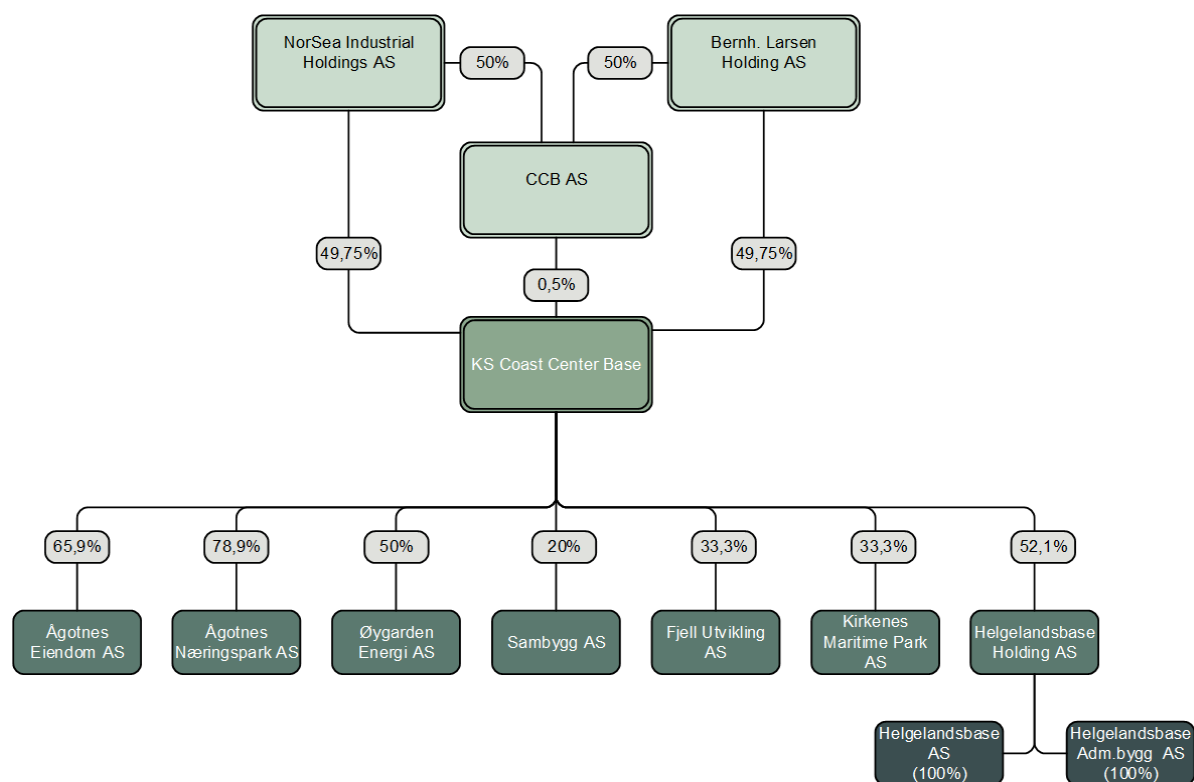 NorSea Industrial
Holdings AS
50%
50%
Bernh. Larsen
Holding AS
CCB AS
49,75%
49,75%
0,5%
KS Coast Center Base
65,9%
78,9%
50%
20%
33,3%
33,3%
52,1%
Ågotnes
Eiendom AS
Ågotnes
Næringspark AS
Øygarden
Energi AS
Sambygg AS
Fjell Utvikling
AS
Kirkenes
Maritime Park
AS
Helgelandsbase
Holding AS
Helgelandsbase
AS
(100%)
Helgelandsbase
Adm.bygg AS
(100%)